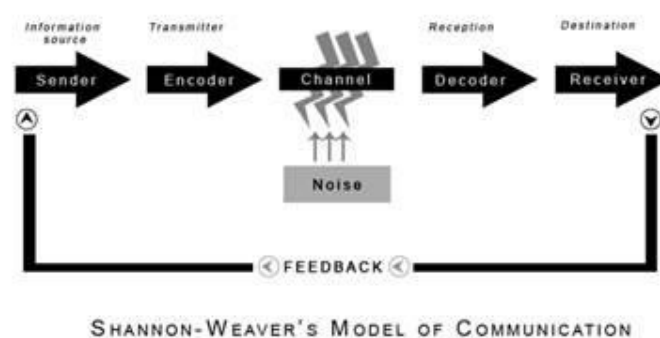 Information
source
Transmitter
Reception
Destination
Sender
Encoder
Channel
Decoder
Receiver
Noise
FEEDBACK
SHANNON-WEAVER'S MODEL OF COMMUNICATION